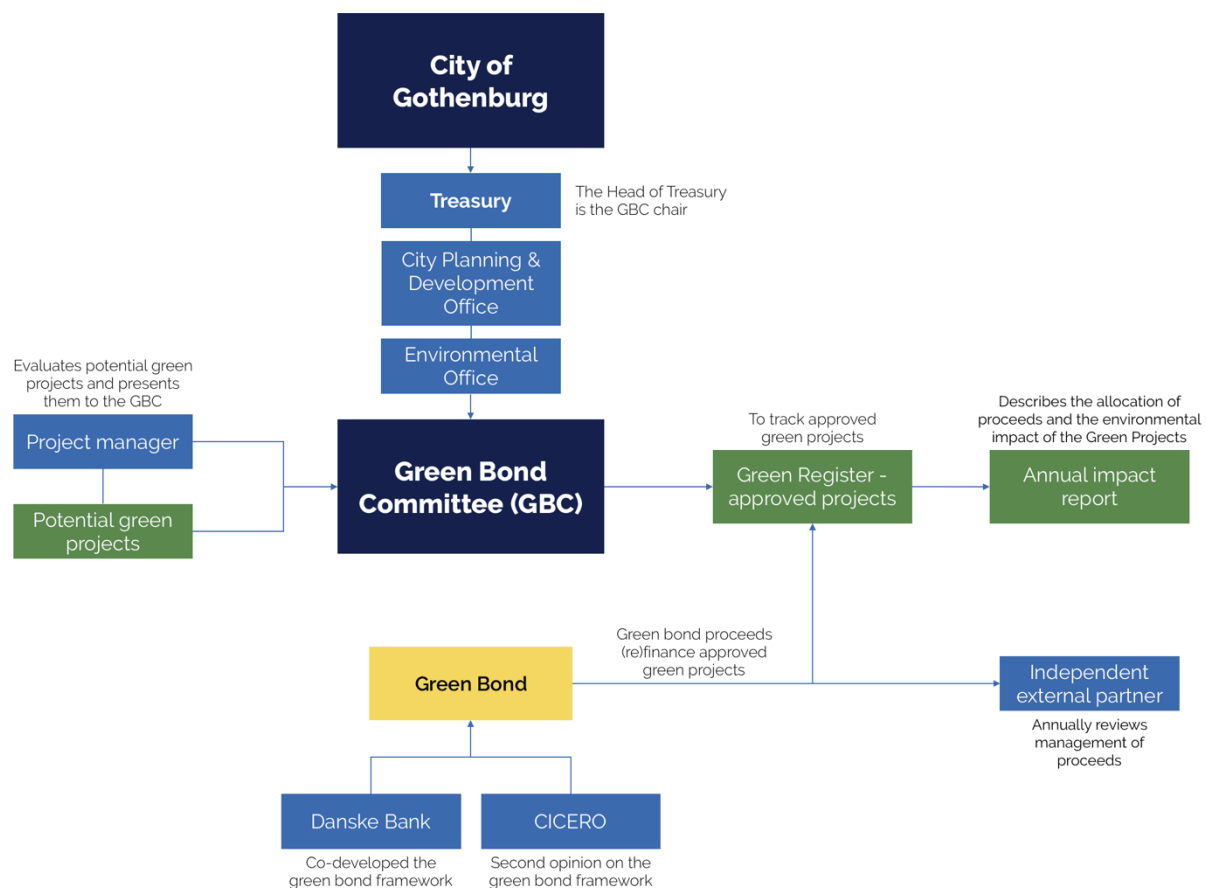 City of
Gothenburg
Treasury
The Head of Treasury
is the GBC chair
City Planning &
Development
Office
Environmental
Office
Evaluates potential green
projects and presents
them to the GBC
Project manager
Potential green
projects
Green Bond
Committee (GBC)
To track approved
green projects
Green Register -
approved projects
Describes the allocation of
proceeds and the environmental
impact of the Green Projects
Annual impact
report
Green Bond
Green bond proceeds
(re)finance approved
green projects
Independent
external partner
Annually reviews
management of
proceeds
Danske Bank
Co-developed the
green bond framework
CICERO
Second opinion on the
green bond framework